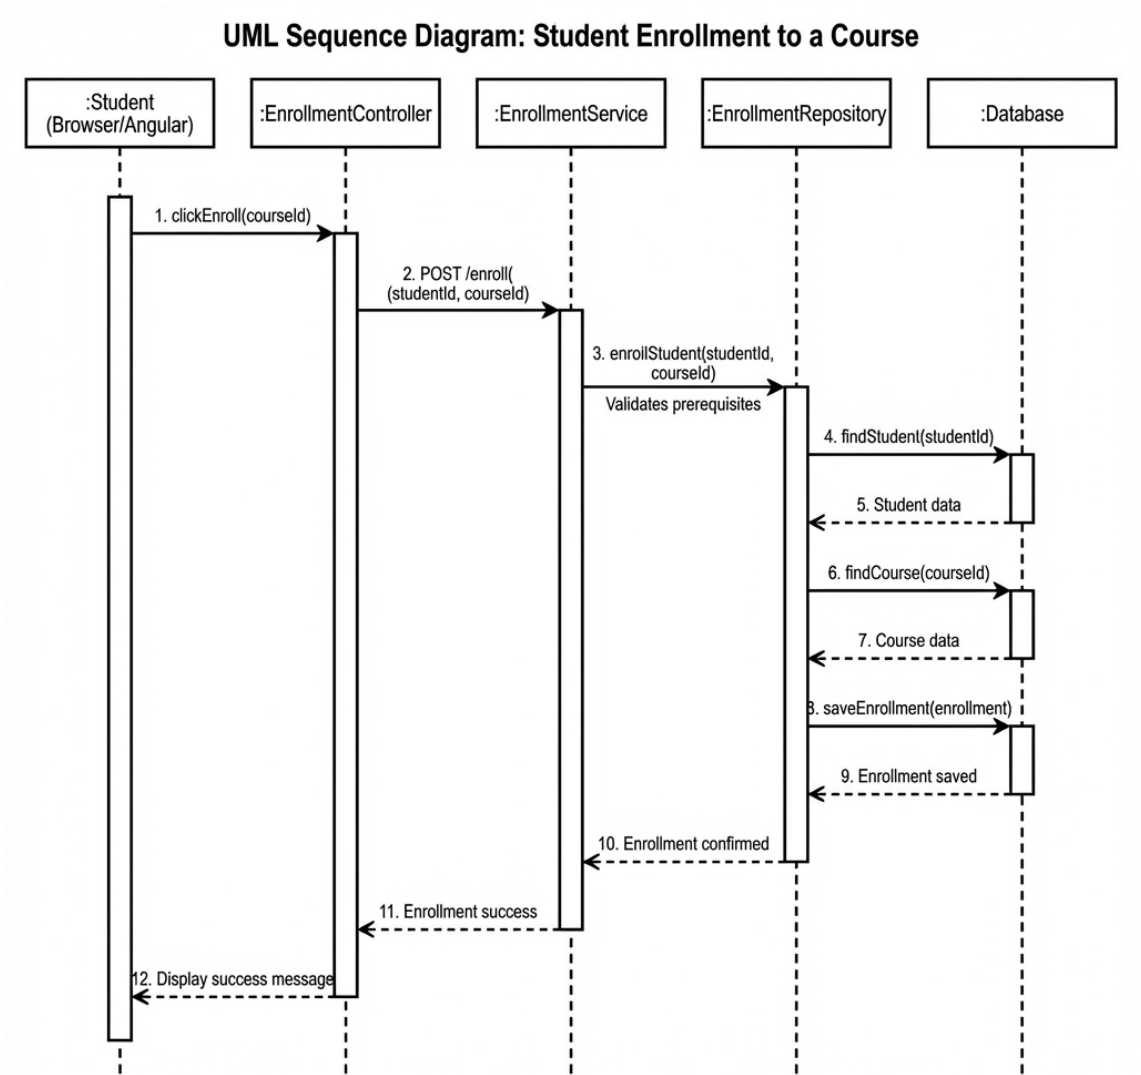 UML Sequence Diagram: Student Enrollment to a Course
:Student
(Browser/Angular)
:EnrollmentController
:EnrollmentService
:EnrollmentRepository
:Database
1. clickEnroll(courseId)
2. POST /enroll(
(studentId, courseId)
3. enrollStudent(studentId,
courseId)
Validates prerequisites
4. findStudent(studentId)
5. Student data
6. findCourse(courseId)
7. Course data
8. saveEnrollment(enrollment)
9. Enrollment saved
10. Enrollment confirmed
11. Enrollment success
12. Display success message